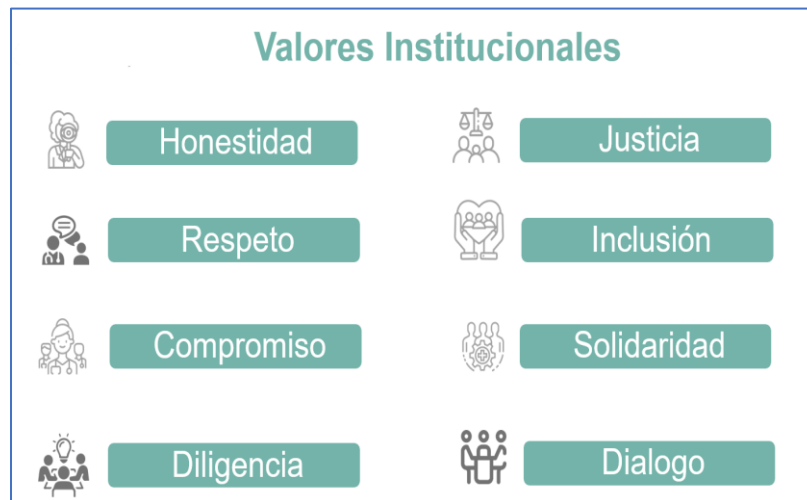 Valores Institucionales
Honestidad
Justicia
Respeto
Inclusión
Compromiso
Solidaridad
Diligencia
Dialogo